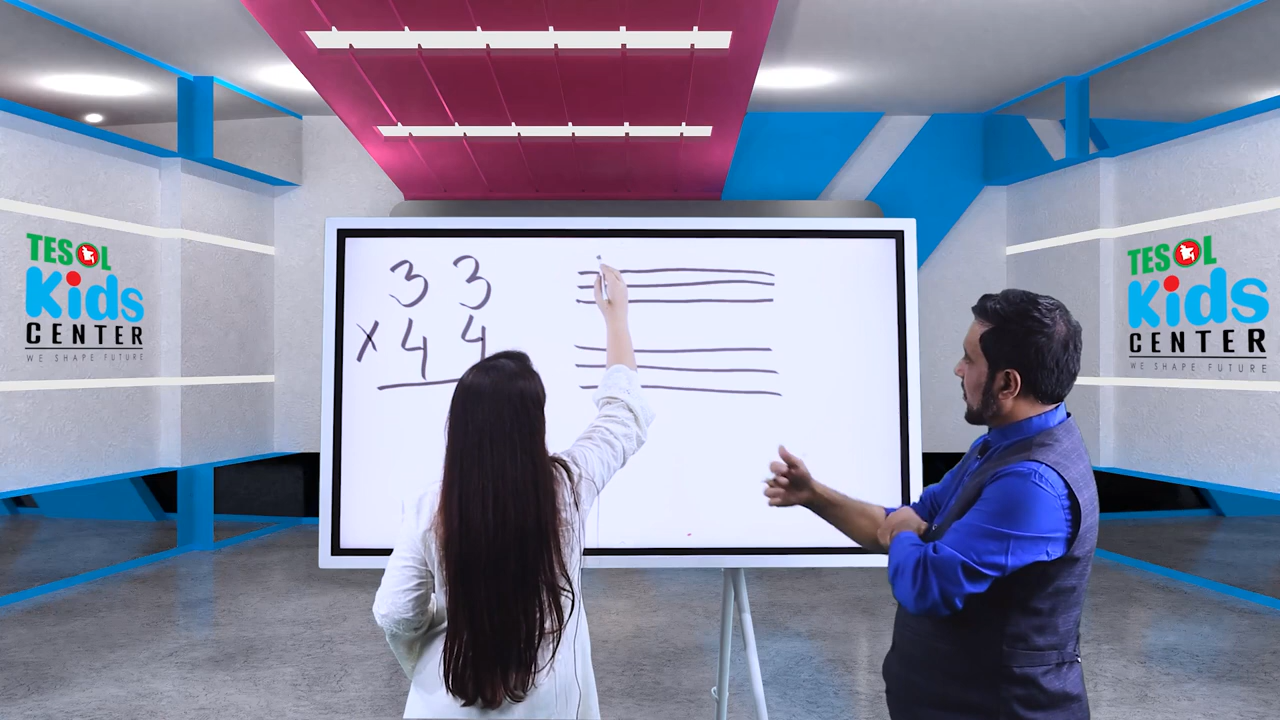 TESOL
Kids
CENTER
WE SHAPE FUTURE
3 3
X 4 4
TESOL
Kids
CENTER
WE SHAPE FUTURE